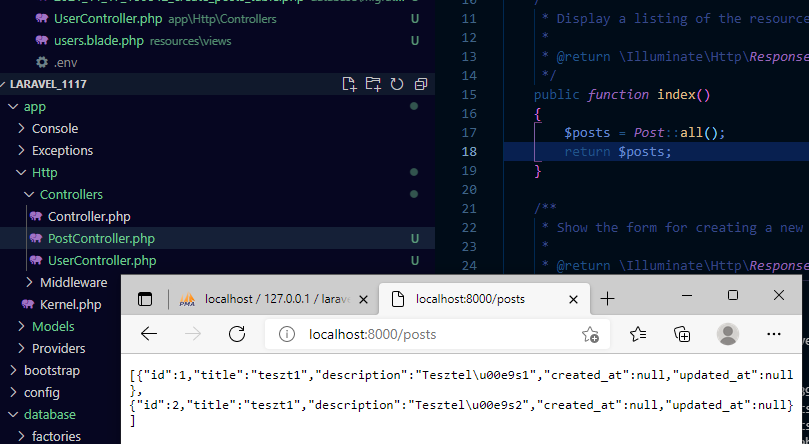 UserController.php app\Http\Controllers U
users.blade.php resources\views U
.env
LARAVEL_1117
app
Console
Exceptions
Http
Controllers
Controller.php
PostController.php U
UserController.php U
Middleware
Kernel.php
Models
Providers
bootstrap
config
database
factories
10 /**
11 * Display a listing of the resource
12 *
13 * @return \Illuminate\Http\Response
14 */
15 public function index()
16 {
17 $posts = Post::all();
18 return $posts;
19 }
20
21 /**
22 * Show the form for creating a new
23 *
24 * @return \Illuminate\Http\Response
PMA localhost / 127.0.0.1 / larave
localhost:8000/posts
localhost:8000/posts
[{"id":1,"title":"teszt1","description":"Tesztel\u00e9s1","created_at":null,"updated_at":null
},
{"id":2,"title":"teszt1","description":"Tesztel\u00e9s2","created_at":null,"updated_at":null}
]